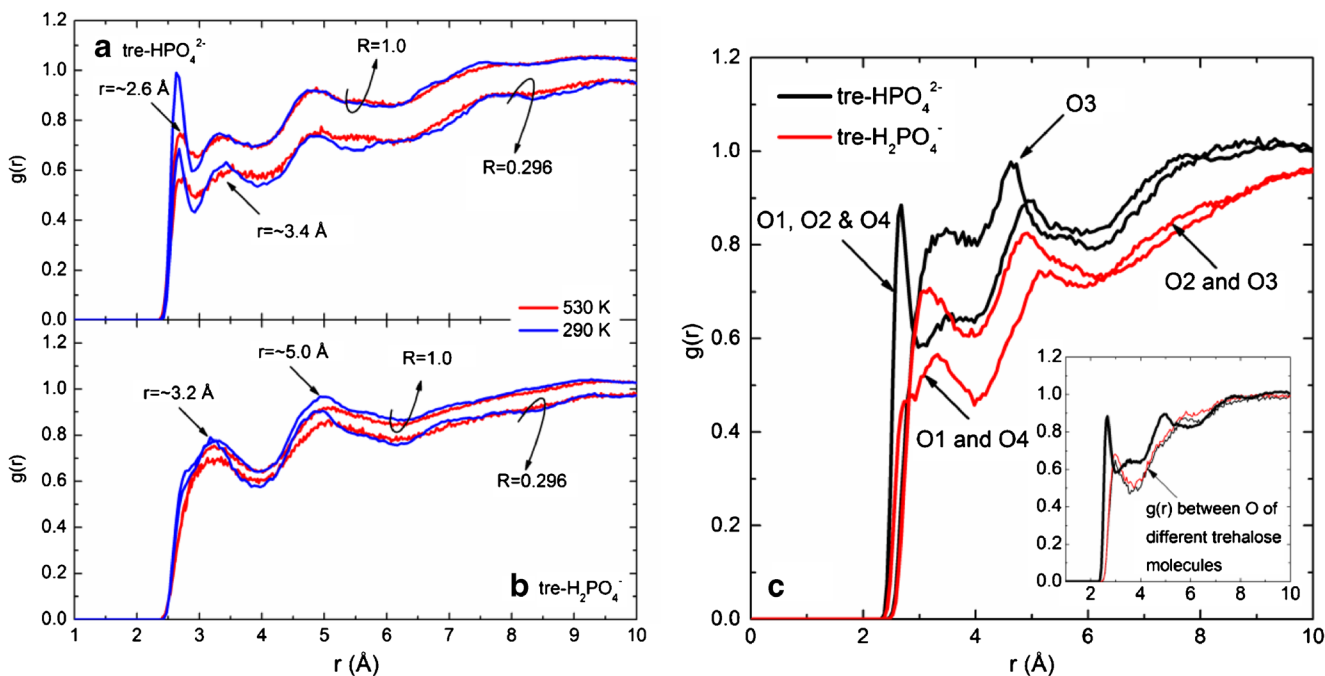 a tre-HPO₄²⁻
R=1.0
r=~2.6 Å
r=~3.4 Å
R=0.296
g(r)
1.2
1.0
0.8
0.6
0.4
0.2
0.0
530 K
290 K
r=~3.2 Å
r=~5.0 Å
R=1.0
R=0.296
b tre-H₂PO₄⁻
g(r)
1.0
0.8
0.6
0.4
0.2
0.0
1 2 3 4 5 6 7 8 9 10
r (Å)
c
tre-HPO₄²⁻
tre-H₂PO₄⁻
O3
O1, O2 & O4
O2 and O3
O1 and O4
g(r)
1.2
1.0
0.8
0.6
0.4
0.2
0.0
0 2 4 6 8 10
r (Å)
1.2
1.0
0.8
0.6
0.4
0.2
0.0
2 4 6 8 10
g(r) between O of
different trehalose
molecules